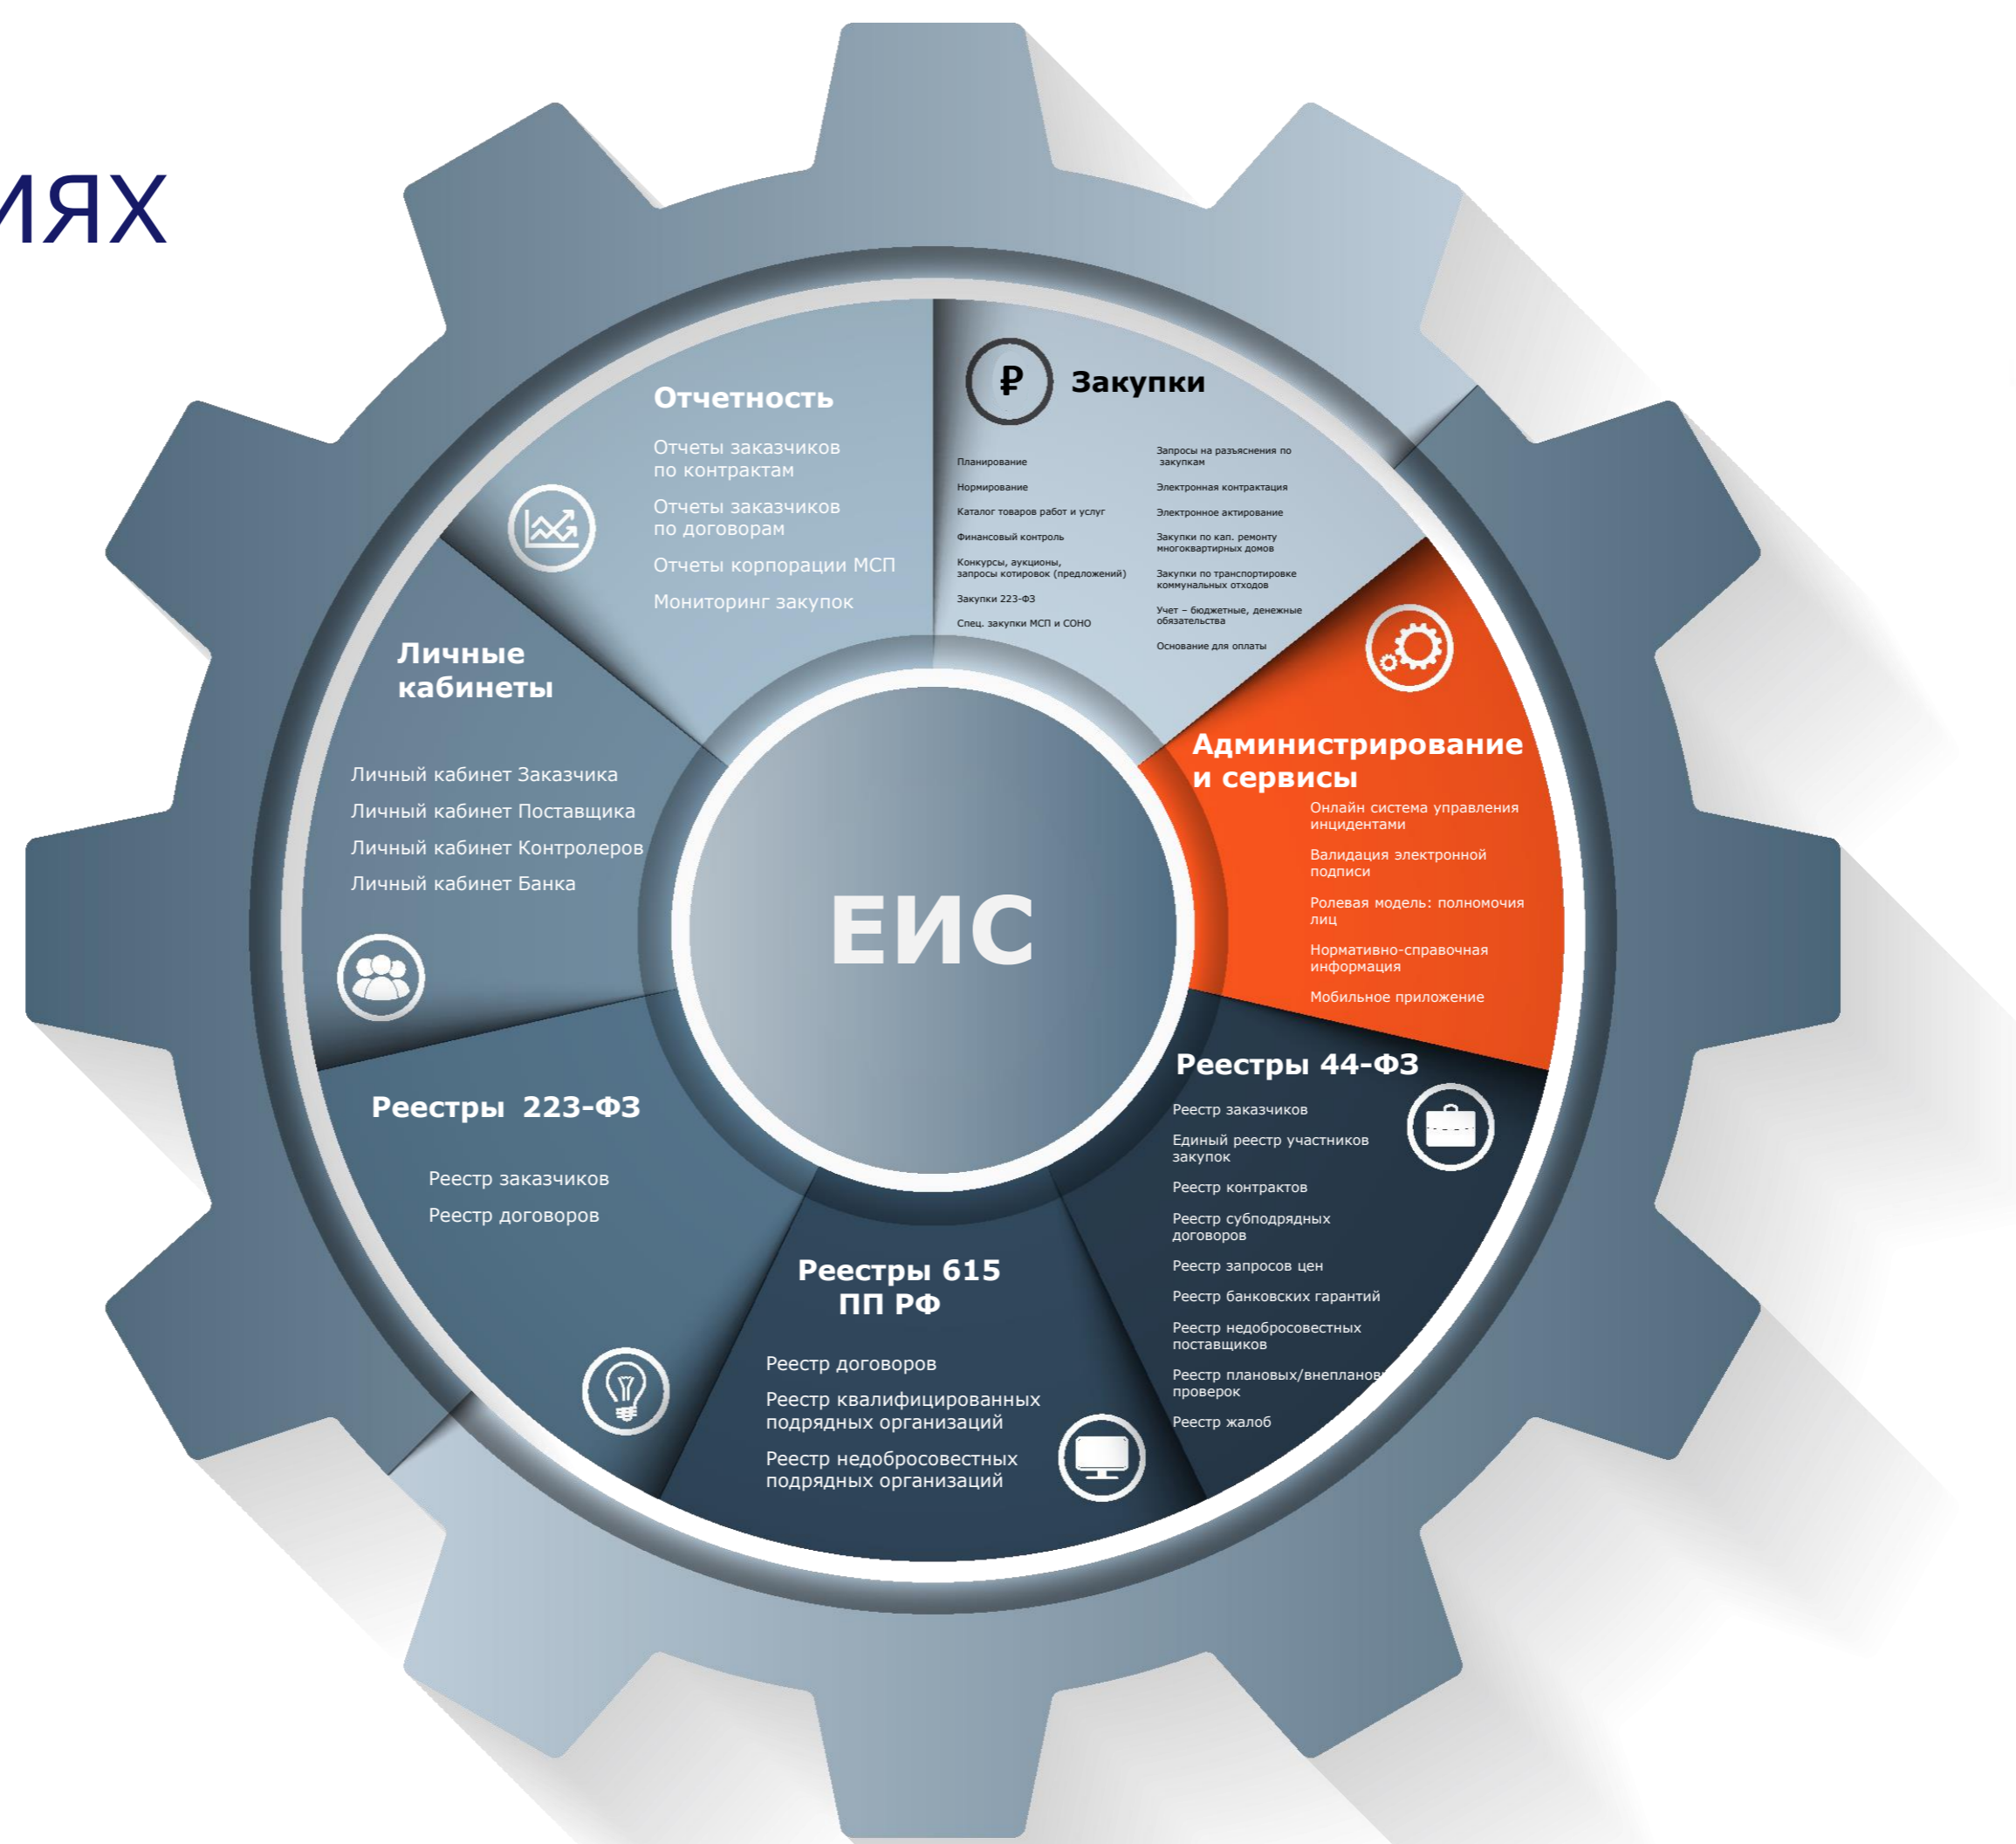 ИЯХ
Отчетность
Отчеты заказчиков
по контрактам
Отчеты заказчиков
по договорам
Отчеты корпорации МСП
Мониторинг закупок
₽
Закупки
Планирование
Нормирование
Каталог товаров работ и услуг
Финансовый контроль
Конкурсы, аукционы,
запросы котировок (предложений)
Закупки 223-ФЗ
Спец. закупки МСП и СОНО
Запросы на разъяснения по
закупкам
Электронная контрактация
Электронное актирование
Закупки по кап. ремонту
многоквартирных домов
Закупки по транспортировке
коммунальных отходов
Учет – бюджетные, денежные
обязательства
Основание для оплаты
Администрирование
и сервисы
Онлайн система управления
инцидентами
Валидация электронной
подписи
Ролевая модель: полномочия
лиц
Нормативно-справочная
информация
Мобильное приложение
Реестры 44-ФЗ
Реестр заказчиков
Единый реестр участников
закупок
Реестр контрактов
Реестр субподрядных
договоров
Реестр запросов цен
Реестр банковских гарантий
Реестр недобросовестных
поставщиков
Реестр плановых/внепланов
проверок
Реестр жалоб
Реестры 615
ПП РФ
Реестр договоров
Реестр квалифицированных
подрядных организаций
Реестр недобросовестных
подрядных организаций
Реестры 223-ФЗ
Реестр заказчиков
Реестр договоров
Личные
кабинеты
Личный кабинет Заказчика
Личный кабинет Поставщика
Личный кабинет Контролеров
Личный кабинет Банка
ЕИС